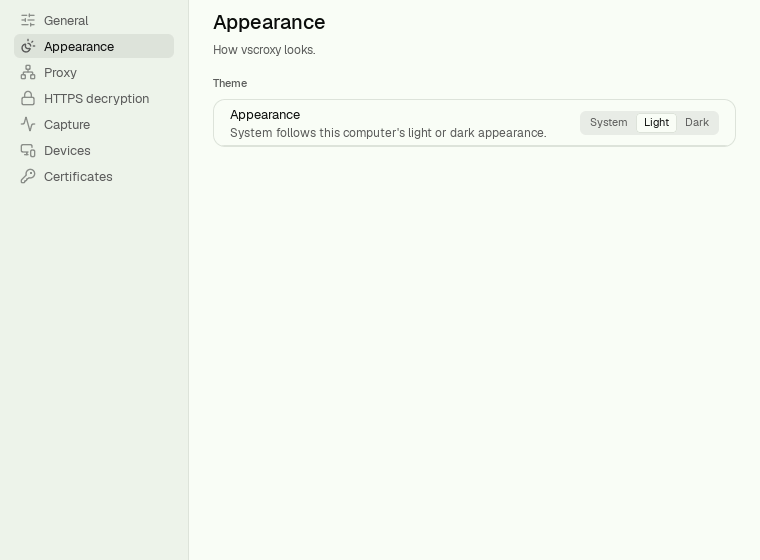 General
Appearance
Proxy
HTTPS decryption
Capture
Devices
Certificates
Appearance
How vscroxy looks.
Theme
Appearance
System follows this computer's light or dark appearance.
System Light Dark